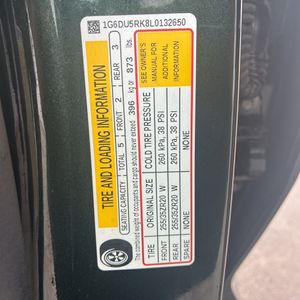 1G6DU5RK8L0132650
TIRE AND LOADING INFORMATION
SEATING CAPACITY TOTAL 5 FRONT 2 REAR 3
The combined weight of occupants and cargo should never exceed 396 kg or 873 lbs.
TIRE ORIGINAL SIZE COLD TIRE PRESSURE
FRONT 255/35ZR20 W 260 kPa, 38 PSI
REAR 255/35ZR20 W 260 kPa, 38 PSI
SPARE NONE NONE
SEE OWNER'S MANUAL FOR ADDITIONAL INFORMATION